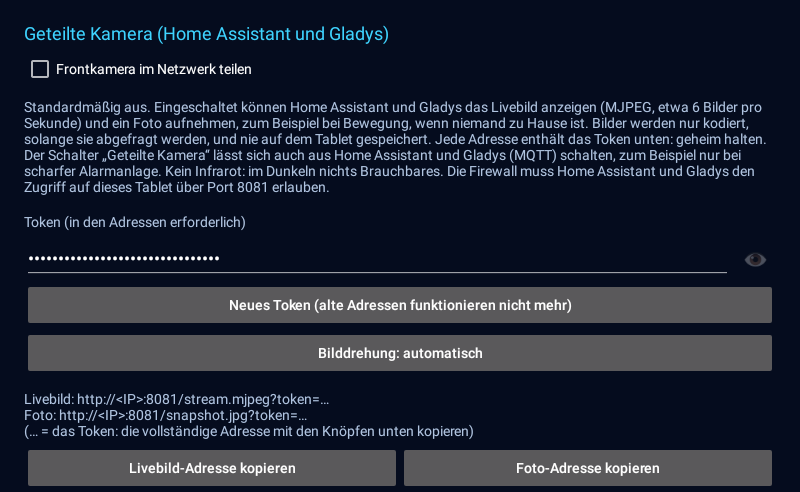 Geteilte Kamera (Home Assistant und Gladys)
Frontkamera im Netzwerk teilen
Standardmäßig aus. Eingeschaltet können Home Assistant und Gladys das Livebild anzeigen (MJPEG, etwa 6 Bilder pro
Sekunde) und ein Foto aufnehmen, zum Beispiel bei Bewegung, wenn niemand zu Hause ist. Bilder werden nur kodiert,
solange sie abgefragt werden, und nie auf dem Tablet gespeichert. Jede Adresse enthält das Token unten: geheim halten.
Der Schalter „Geteilte Kamera“ lässt sich auch aus Home Assistant und Gladys (MQTT) schalten, zum Beispiel nur bei
scharfer Alarmanlage. Kein Infrarot: im Dunkeln nichts Brauchbares. Die Firewall muss Home Assistant und Gladys den
Zugriff auf dieses Tablet über Port 8081 erlauben.
Token (in den Adressen erforderlich)
••••••••••••••••••••••••••••••••
Neues Token (alte Adressen funktionieren nicht mehr)
Bilddrehung: automatisch
Livebild: http://<IP>:8081/stream.mjpeg?token=…
Foto: http://<IP>:8081/snapshot.jpg?token=…
(… = das Token: die vollständige Adresse mit den Knöpfen unten kopieren)
Livebild-Adresse kopieren
Foto-Adresse kopieren